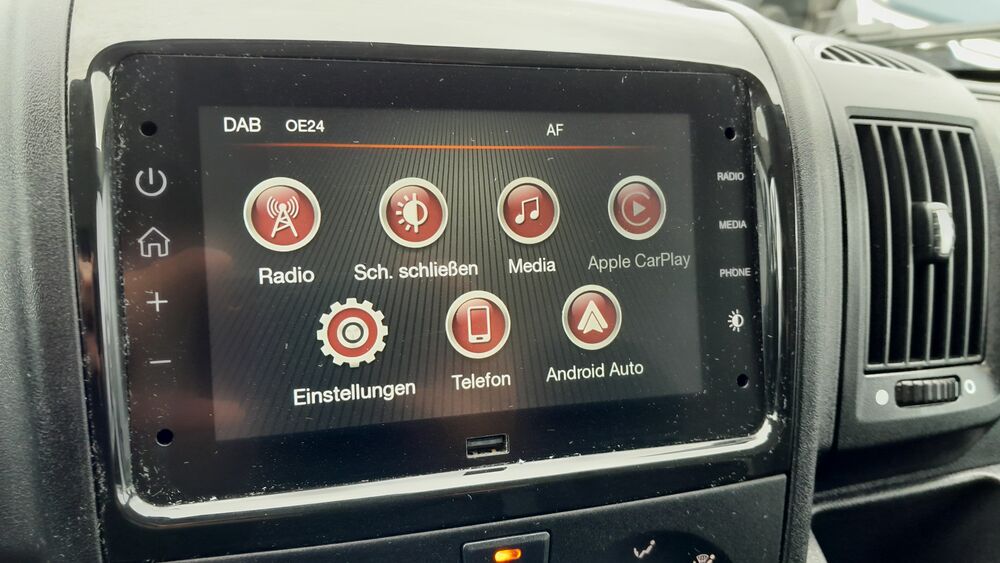 DAB OE24 AF
RADIO
MEDIA
PHONE
Radio
Sch. schließen
Media
Apple CarPlay
Einstellungen
Telefon
Android Auto